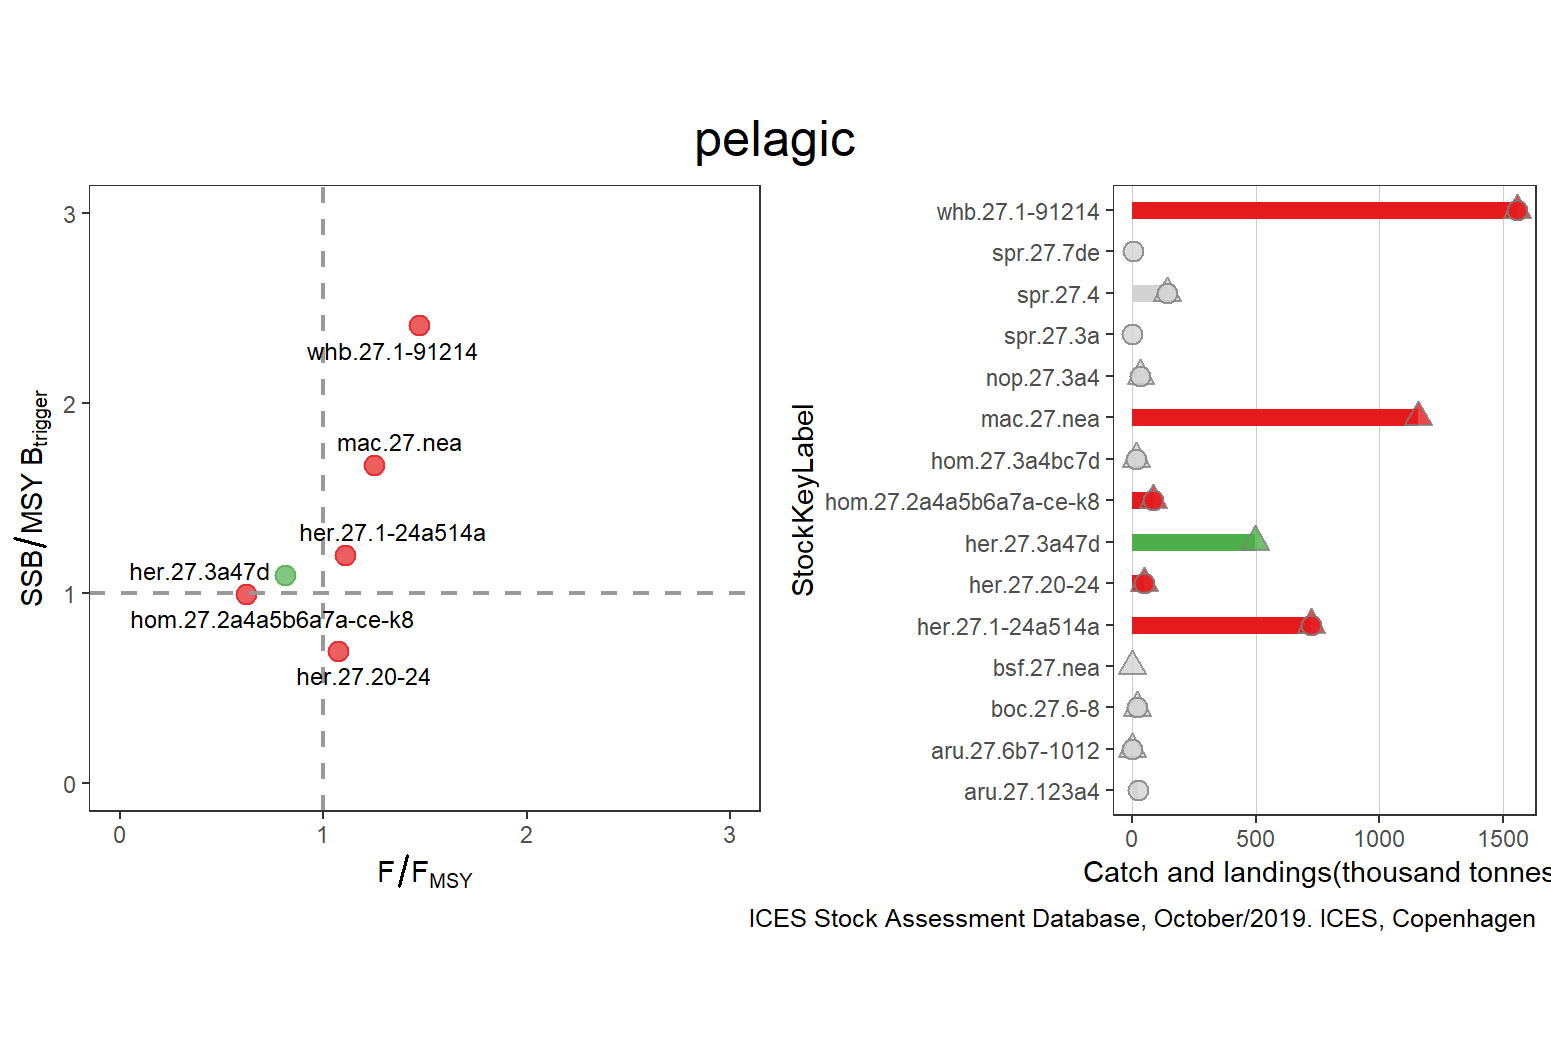 pelagic
SSB/MSY Btrigger
3
2
1
0
whb.27.1-91214
mac.27.nea
her.27.1-24a514a
her.27.3a47d
hom.27.2a4a5b6a7a-ce-k8
her.27.20-24
0 1 2 3
F/FMSY
StockKeyLabel
whb.27.1-91214
spr.27.7de
spr.27.4
spr.27.3a
nop.27.3a4
mac.27.nea
hom.27.3a4bc7d
hom.27.2a4a5b6a7a-ce-k8
her.27.3a47d
her.27.20-24
her.27.1-24a514a
bsf.27.nea
boc.27.6-8
aru.27.6b7-1012
aru.27.123a4
0 500 1000 1500
Catch and landings(thousand tonnes
ICES Stock Assessment Database, October/2019. ICES, Copenhagen